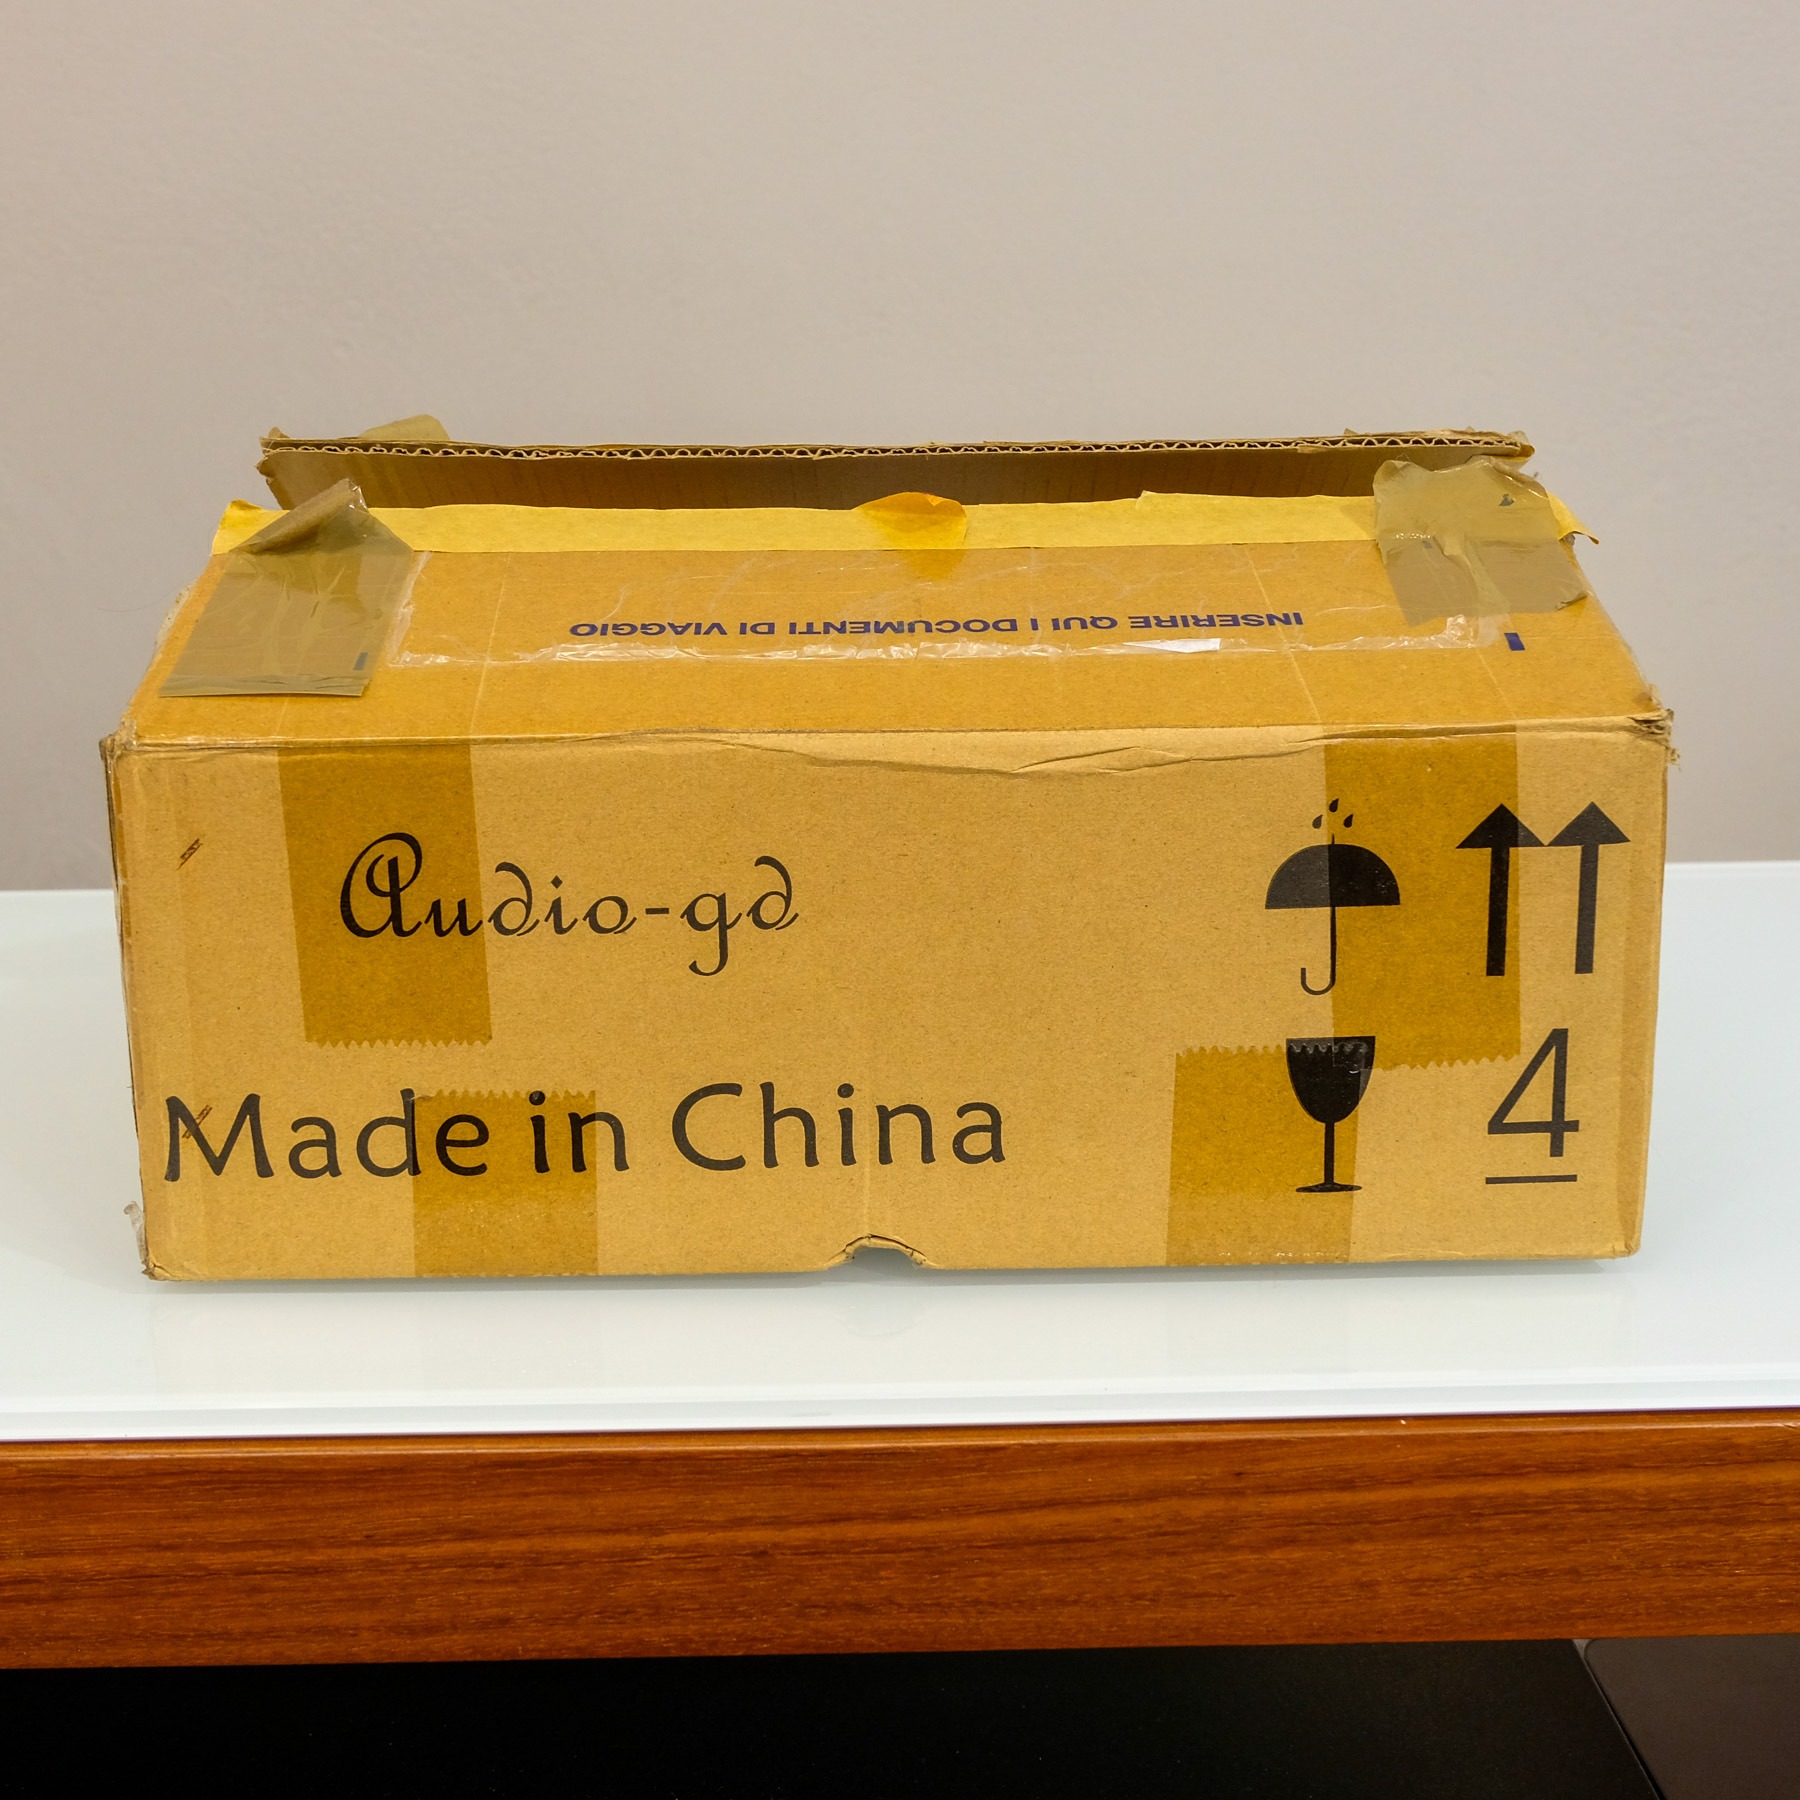 INSERIRE QUI I DOCUMENTI DI VIAGGIO
Audio-gd
Made in China
4